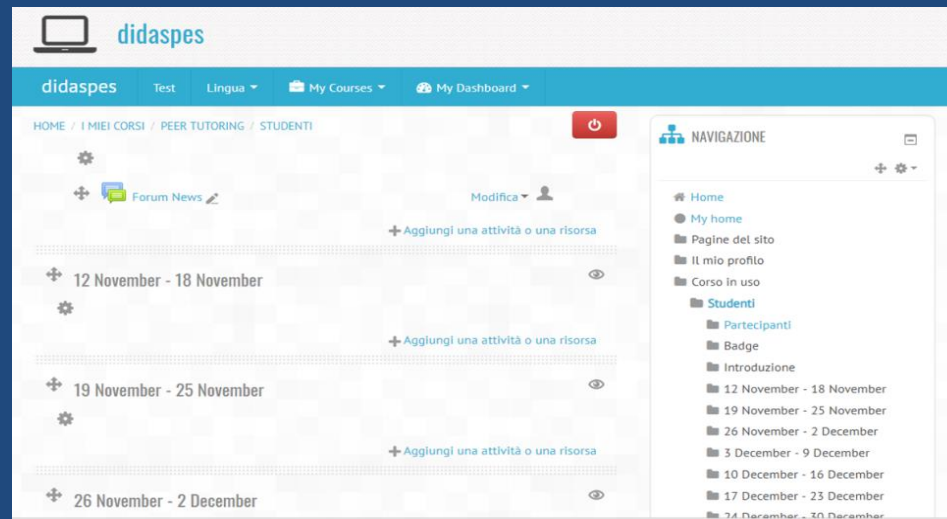 didaspes
didaspes Test Lingua My Courses My Dashboard
HOME / I MIEI CORSI / PEER TUTORING / STUDENTI
Forum News Modifica
Aggiungi una attività o una risorsa
12 November - 18 November
Aggiungi una attività o una risorsa
19 November - 25 November
Aggiungi una attività o una risorsa
26 November - 2 December
NAVIGAZIONE
Home
My home
Pagine del sito
Il mio profilo
Corso in uso
Studenti
Partecipanti
Badge
Introduzione
12 November - 18 November
19 November - 25 November
26 November - 2 December
3 December - 9 December
10 December - 16 December
17 December - 23 December
24 December - 30 December